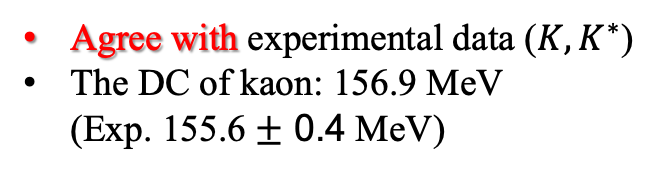 • Agree with experimental data (K, K*)
• The DC of kaon: 156.9 MeV
(Exp. 155.6 ± 0.4 MeV)